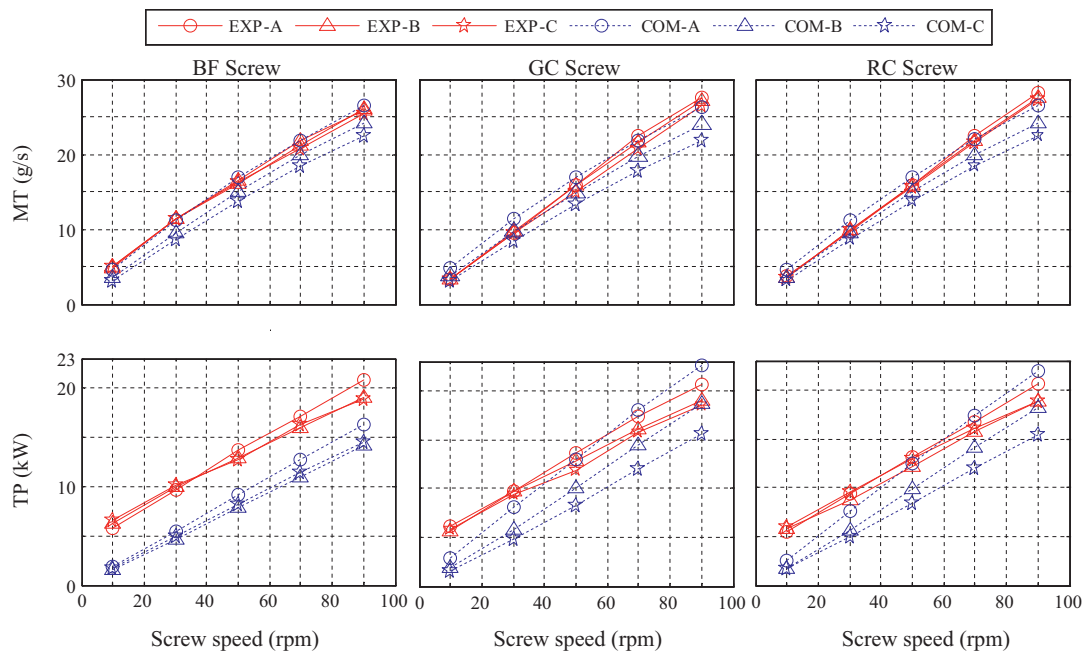 EXP-A EXP-B EXP-C COM-A COM-B COM-C
BF Screw GC Screw RC Screw
30
20
10
0
MT (g/s)
23
20
10
0
TP (kW)
0 20 40 60 80 100 0 20 40 60 80 100 0 20 40 60 80 100
Screw speed (rpm) Screw speed (rpm) Screw speed (rpm)